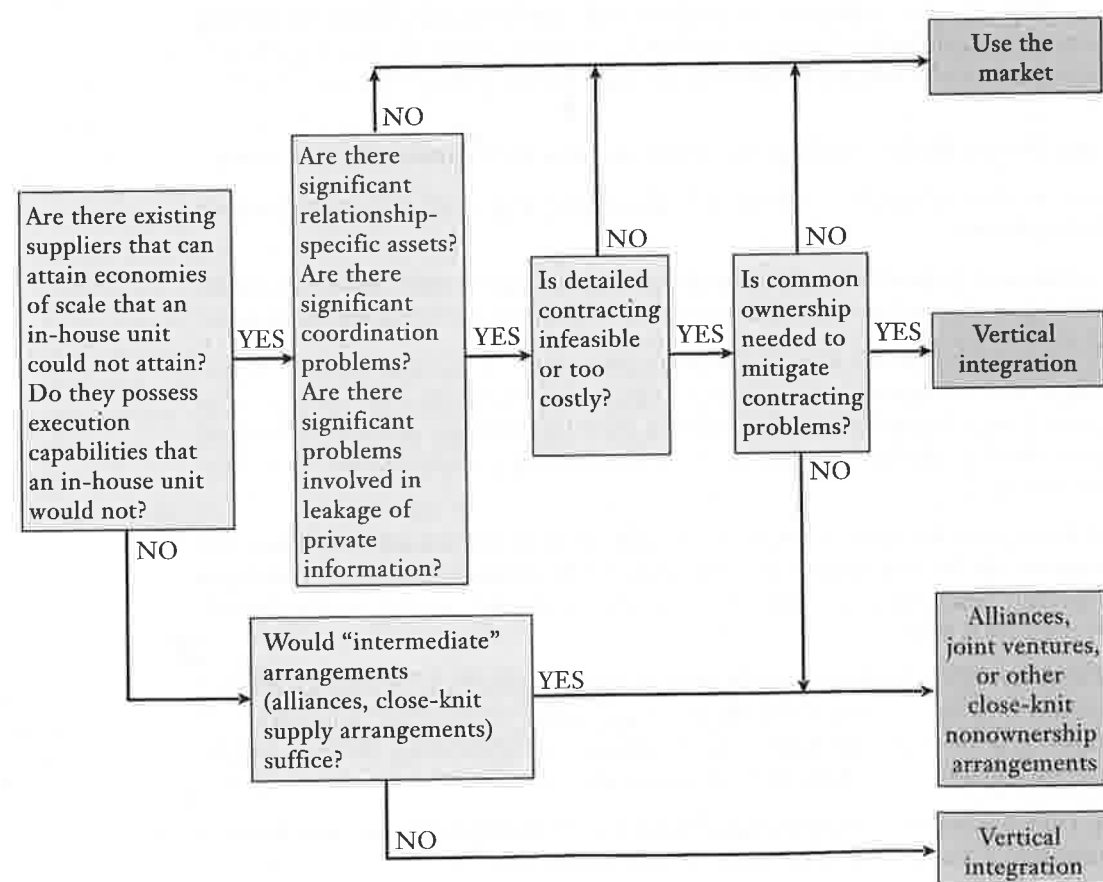 Use the
market
NO
Are there
significant
relationship-
specific assets?
Are there
significant
coordination
problems?
Are there
significant
problems
involved in
leakage of
private
information?
Are there existing
suppliers that can
attain economies
of scale that an
in-house unit
could not attain?
Do they possess
execution
capabilities that
an in-house unit
would not?
YES
YES
NO
Is detailed
contracting
infeasible
or too
costly?
YES
NO
Is common
ownership
needed to
mitigate
contracting
problems?
YES
Vertical
integration
NO
NO
Would “intermediate”
arrangements
(alliances, close-knit
supply arrangements)
suffice?
YES
Alliances,
joint ventures,
or other
close-knit
nonownership
arrangements
NO
Vertical
integration